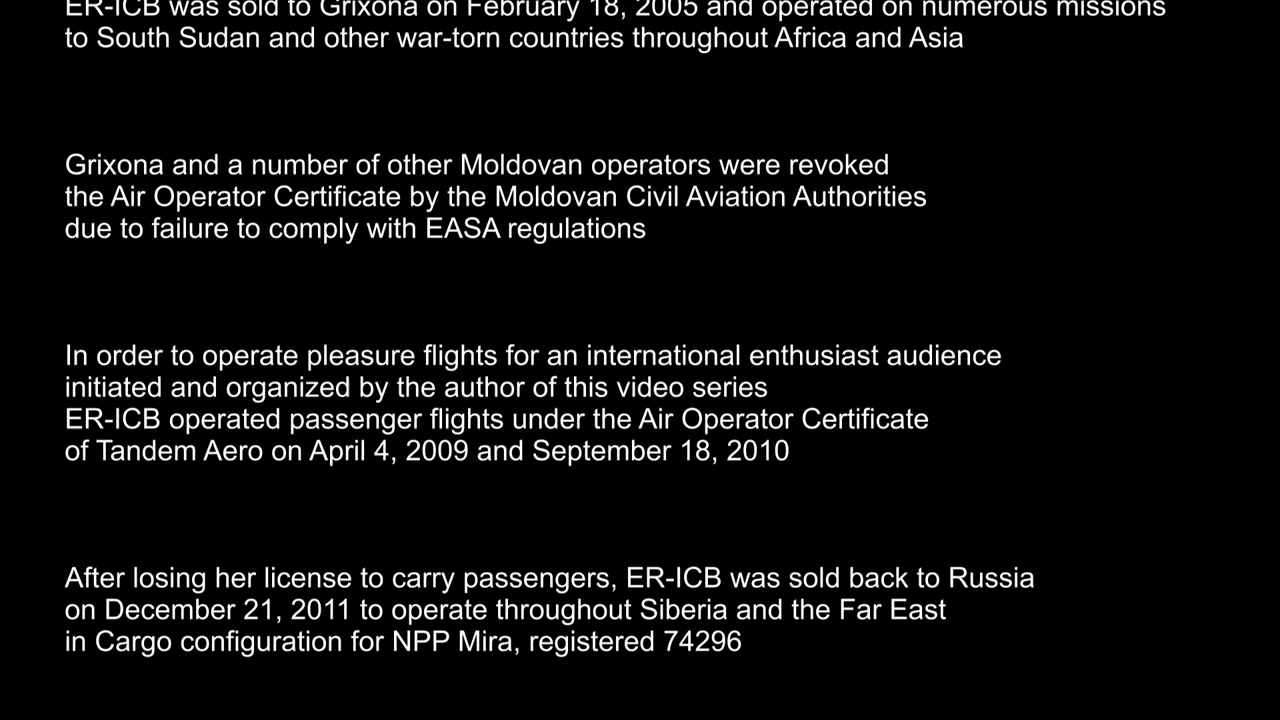 ER-ICB was sold to Grixona on February 18, 2005 and operated on numerous missions
to South Sudan and other war-torn countries throughout Africa and Asia
Grixona and a number of other Moldovan operators were revoked
the Air Operator Certificate by the Moldovan Civil Aviation Authorities
due to failure to comply with EASA regulations
In order to operate pleasure flights for an international enthusiast audience
initiated and organized by the author of this video series
ER-ICB operated passenger flights under the Air Operator Certificate
of Tandem Aero on April 4, 2009 and September 18, 2010
After losing her license to carry passengers, ER-ICB was sold back to Russia
on December 21, 2011 to operate throughout Siberia and the Far East
in Cargo configuration for NPP Mira, registered 74296